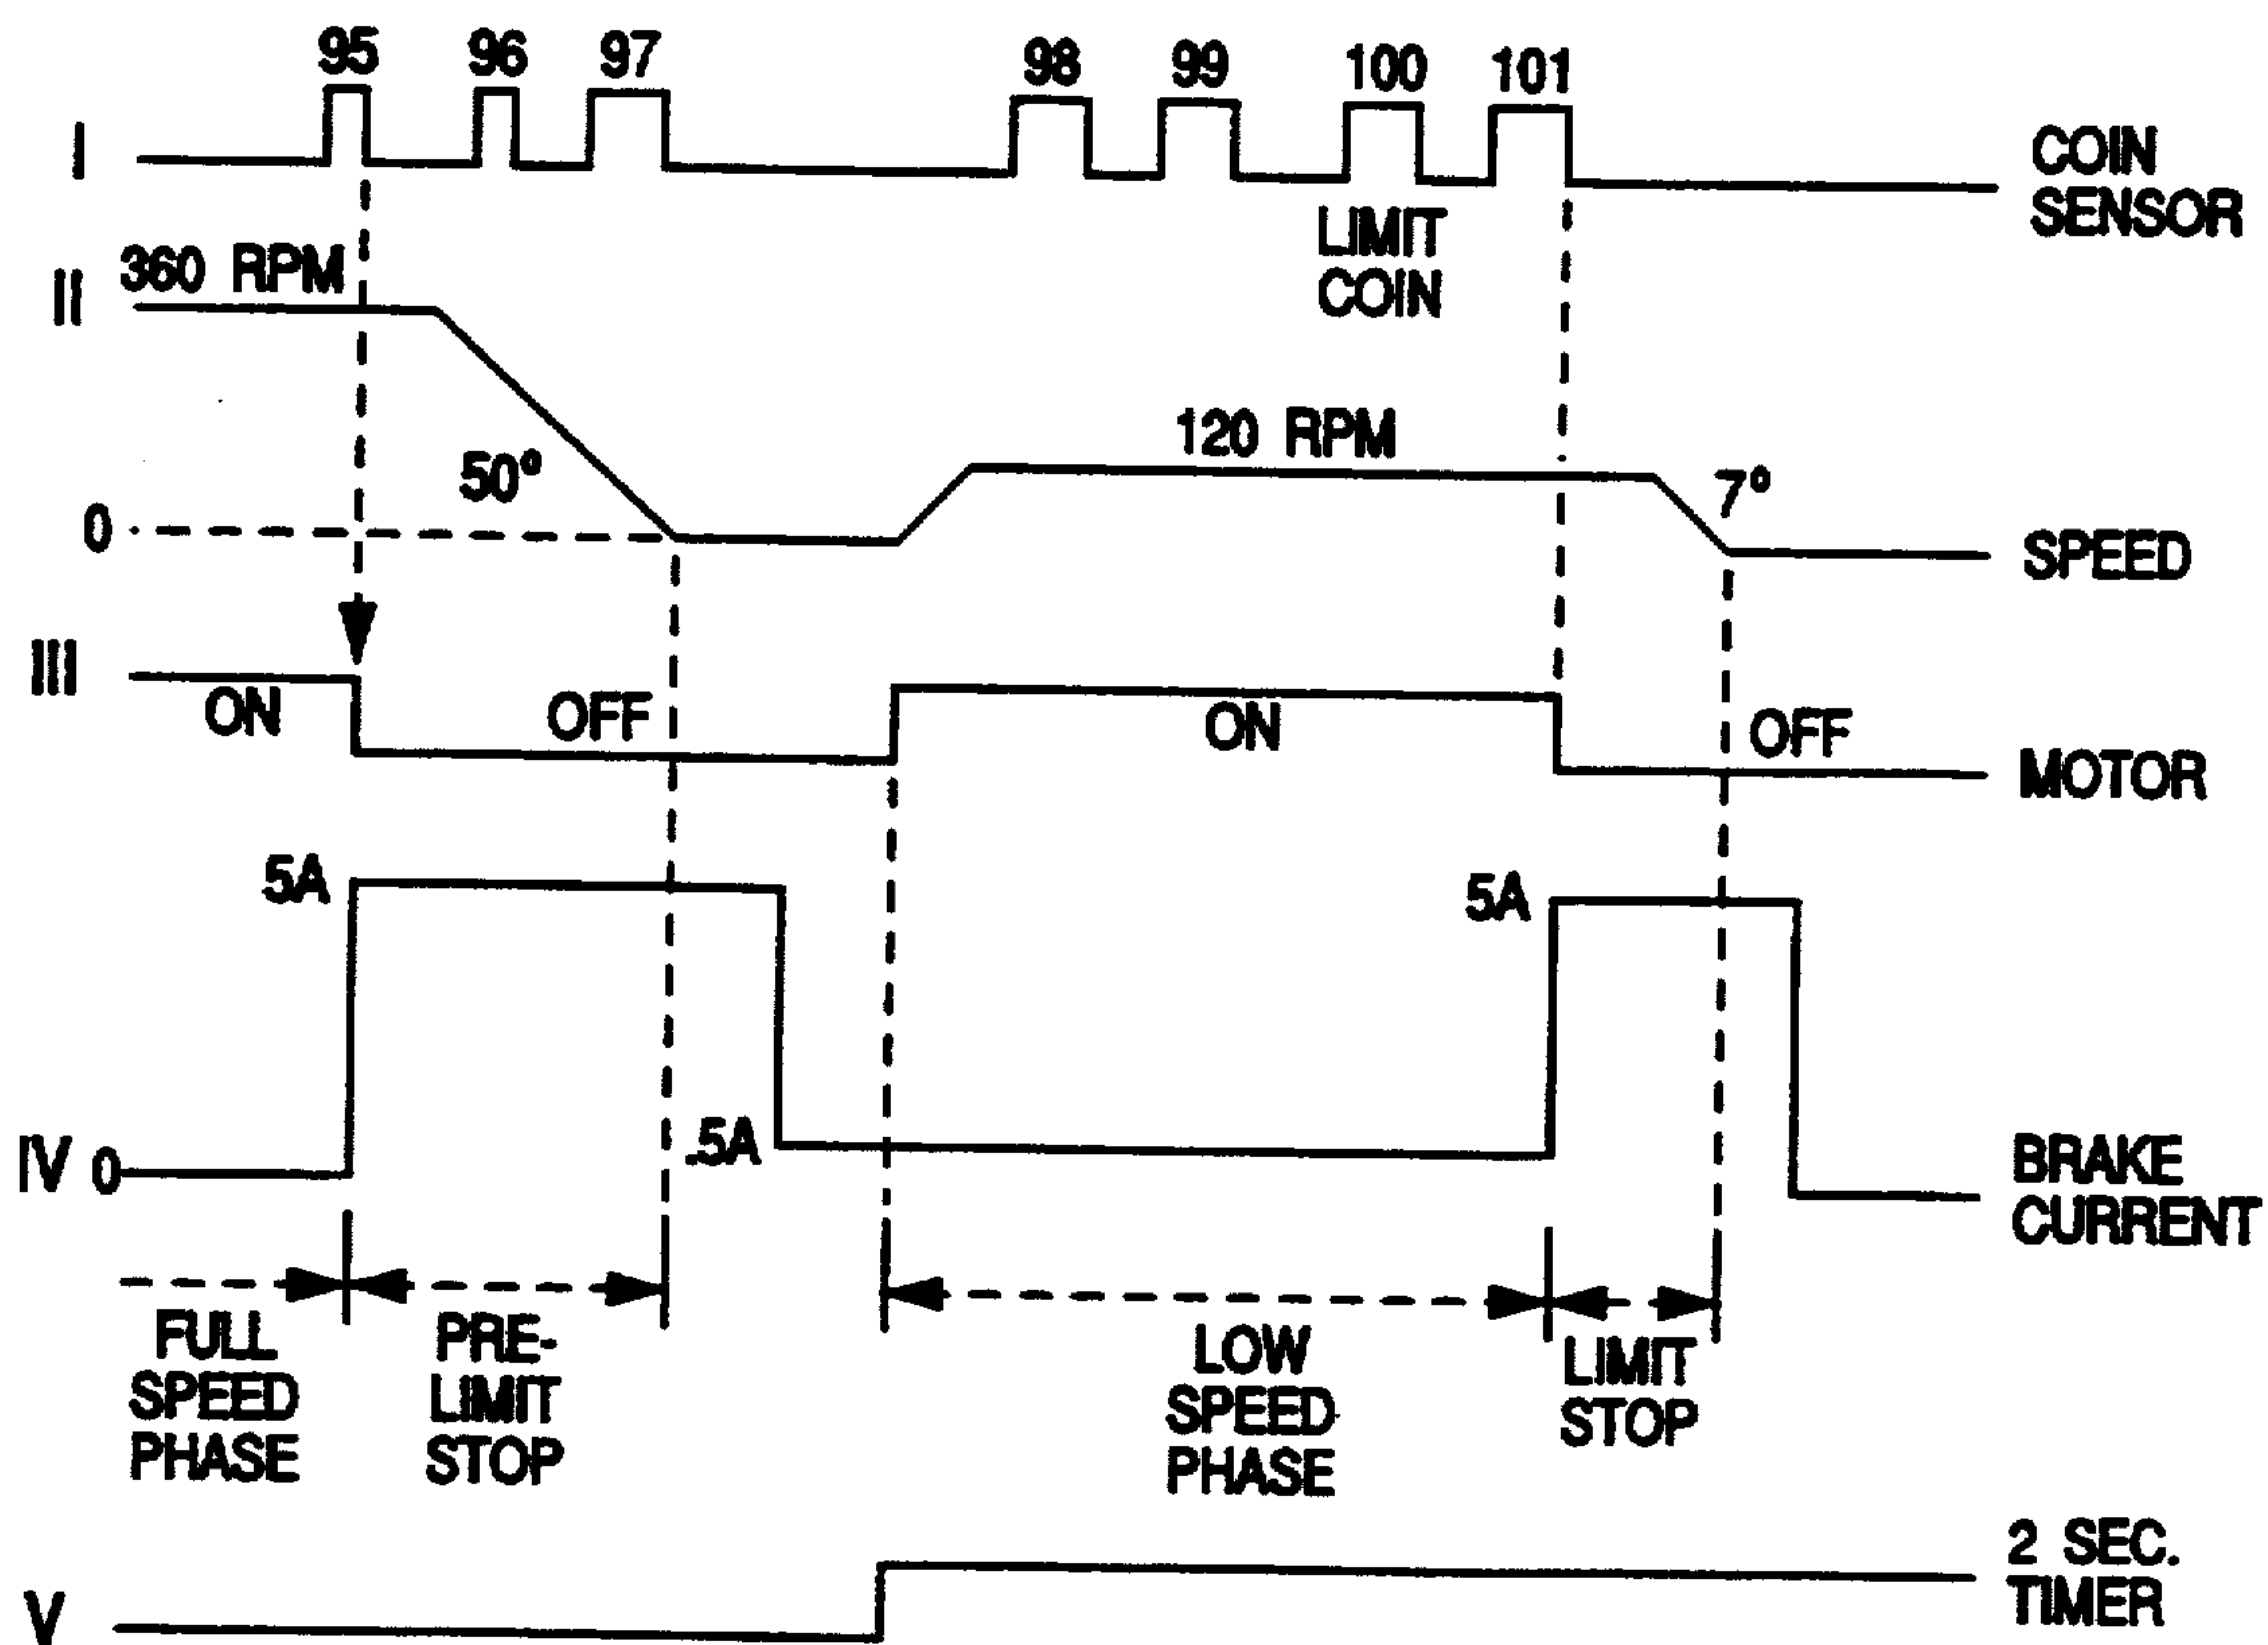 95 96 97 98 99 100 101
I
COIN
SENSOR
LIMIT
COIN
II 360 RPM
120 RPM
50° 7°
0
SPEED
III
ON OFF ON OFF
MOTOR
5A 5A
.5A
IV 0
BRAKE
CURRENT
FULL
SPEED
PHASE
PRE-
LIMIT
STOP
LOW
SPEED
PHASE
LIMIT
STOP
2 SEC.
TIMER
V